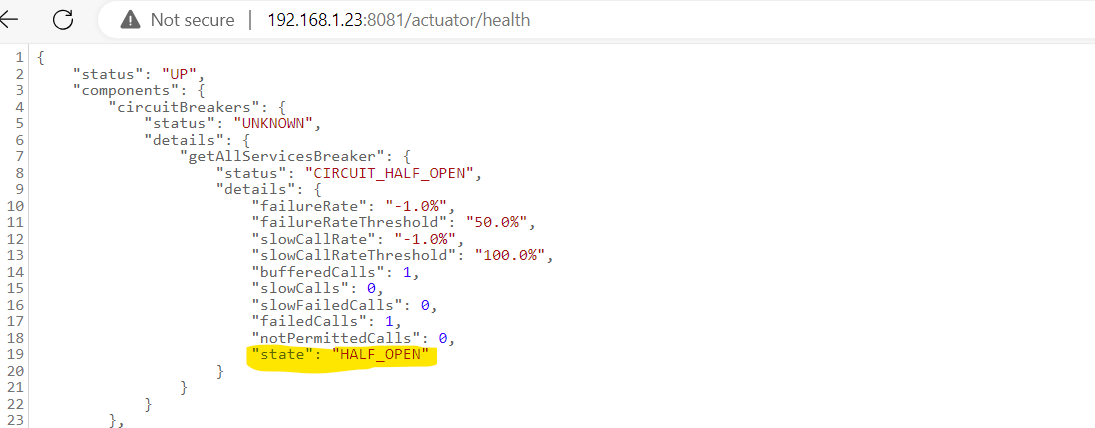 Not secure | 192.168.1.23:8081/actuator/health
1 {
2 "status": "UP",
3 "components": {
4 "circuitBreakers": {
5 "status": "UNKNOWN",
6 "details": {
7 "getAllServicesBreaker": {
8 "status": "CIRCUIT_HALF_OPEN",
9 "details": {
10 "failureRate": "-1.0%",
11 "failureRateThreshold": "50.0%",
12 "slowCallRate": "-1.0%",
13 "slowCallRateThreshold": "100.0%",
14 "bufferedCalls": 1,
15 "slowCalls": 0,
16 "slowFailedCalls": 0,
17 "failedCalls": 1,
18 "notPermittedCalls": 0,
19 "state": "HALF_OPEN"
20 }
21 }
22 }
23 },